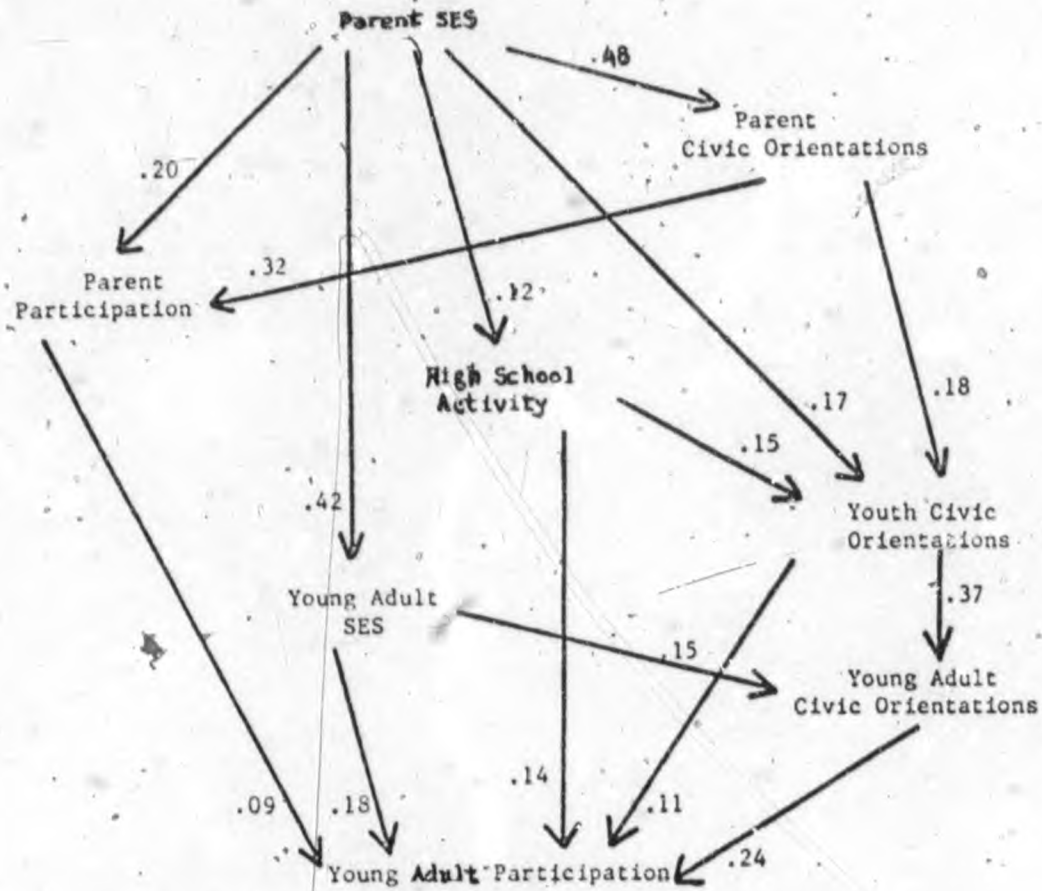 Parent SES
.48
Parent
Civic Orientations
.20
.32
Parent
Participation
.12
High School
Activity
.17
.18
.15
.42
Youth Civic
Orientations
Young Adult
SES
.37
.15
Young Adult
Civic Orientations
.09
.18
.14
.11
.24
Young Adult Participation